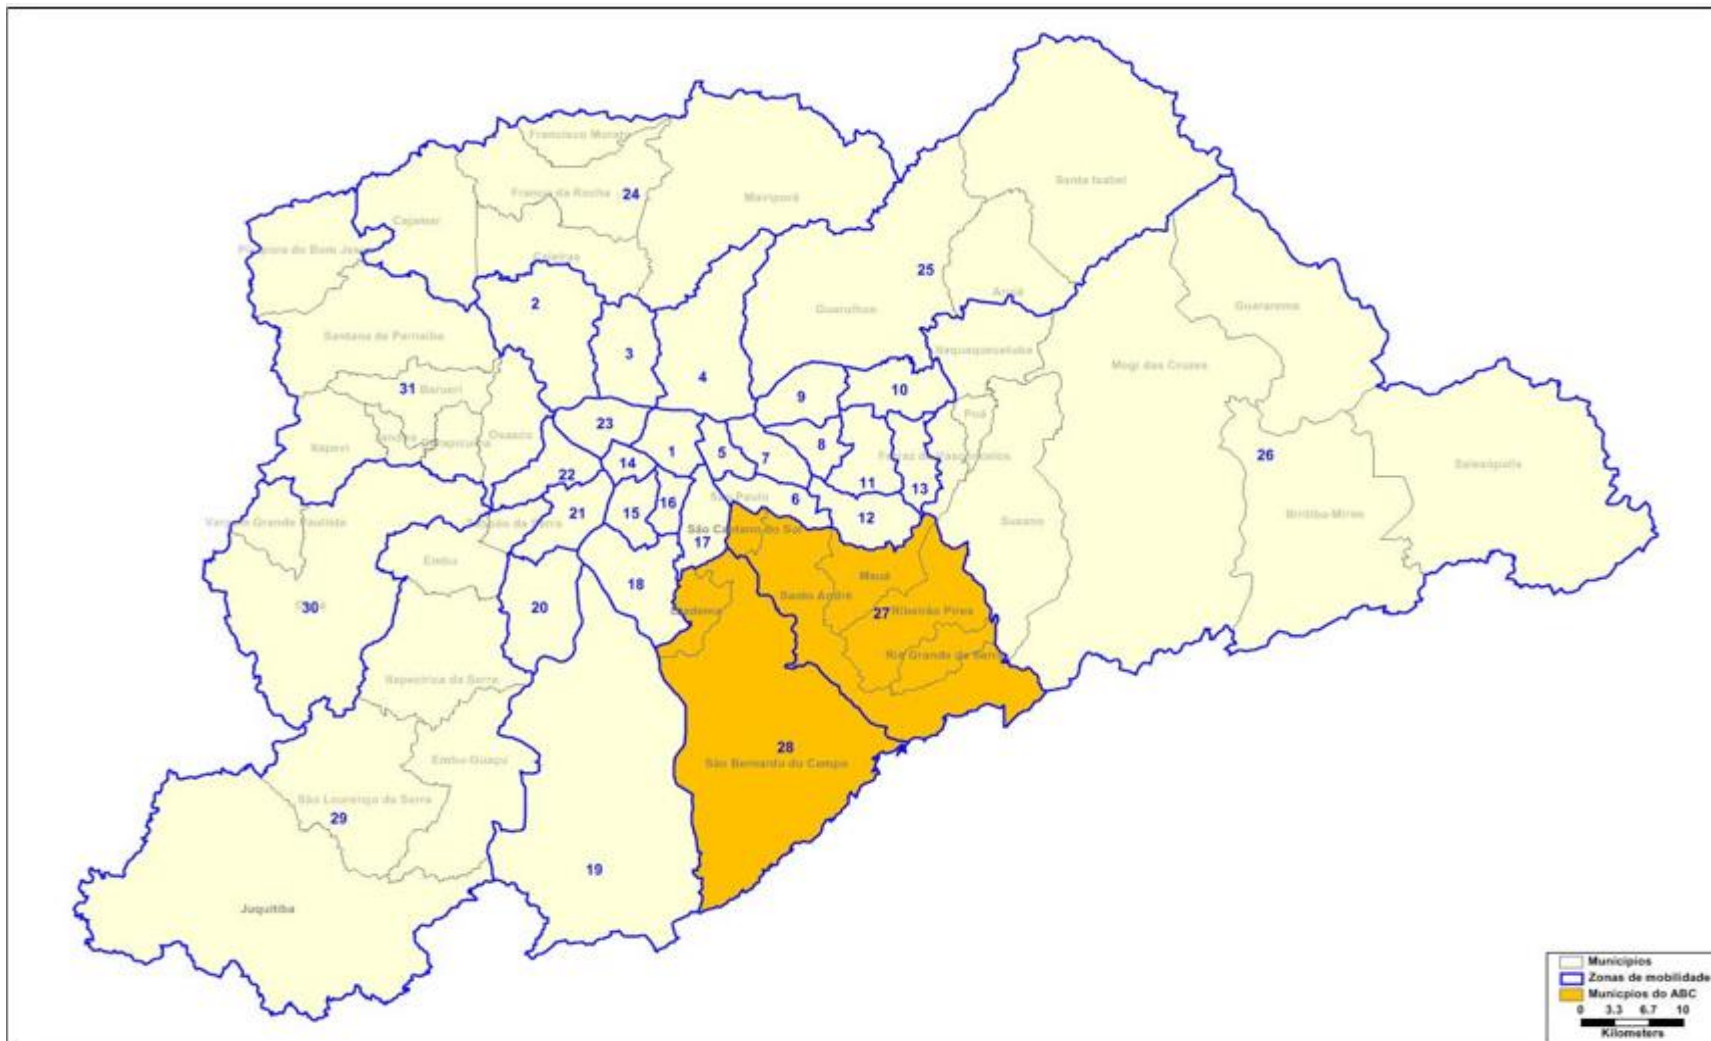 Francisco Morato
Franco da Rocha
24
Mairiporã
Santa Isabel
Cajamar
Caieiras
25
Arujá
Guarulhos
Guararema
2
Santana de Parnaíba
3
Itaquaquecetuba
Mogi das Cruzes
4
31
Barueri
9
10
Poá
23
Osasco
Itapevi
1
5
8
7
26
Salesópolis
14
22
11
13
São Paulo
6
16
15
21
12
Suzano
Biritiba-Mirim
Vargem Grande Paulista
São Caetano do Sul
17
Embu
Mauá
18
Santo André
30
20
Diadema
27
Ribeirão Pires
Rio Grande da Serra
Itapecerica da Serra
28
São Bernardo do Campo
Embu-Guaçu
São Lourenço da Serra
29
19
Juquitiba
Municípios
Zonas de mobilidade
Municpios do ABC
0 3.3 6.7 10
Kilometers